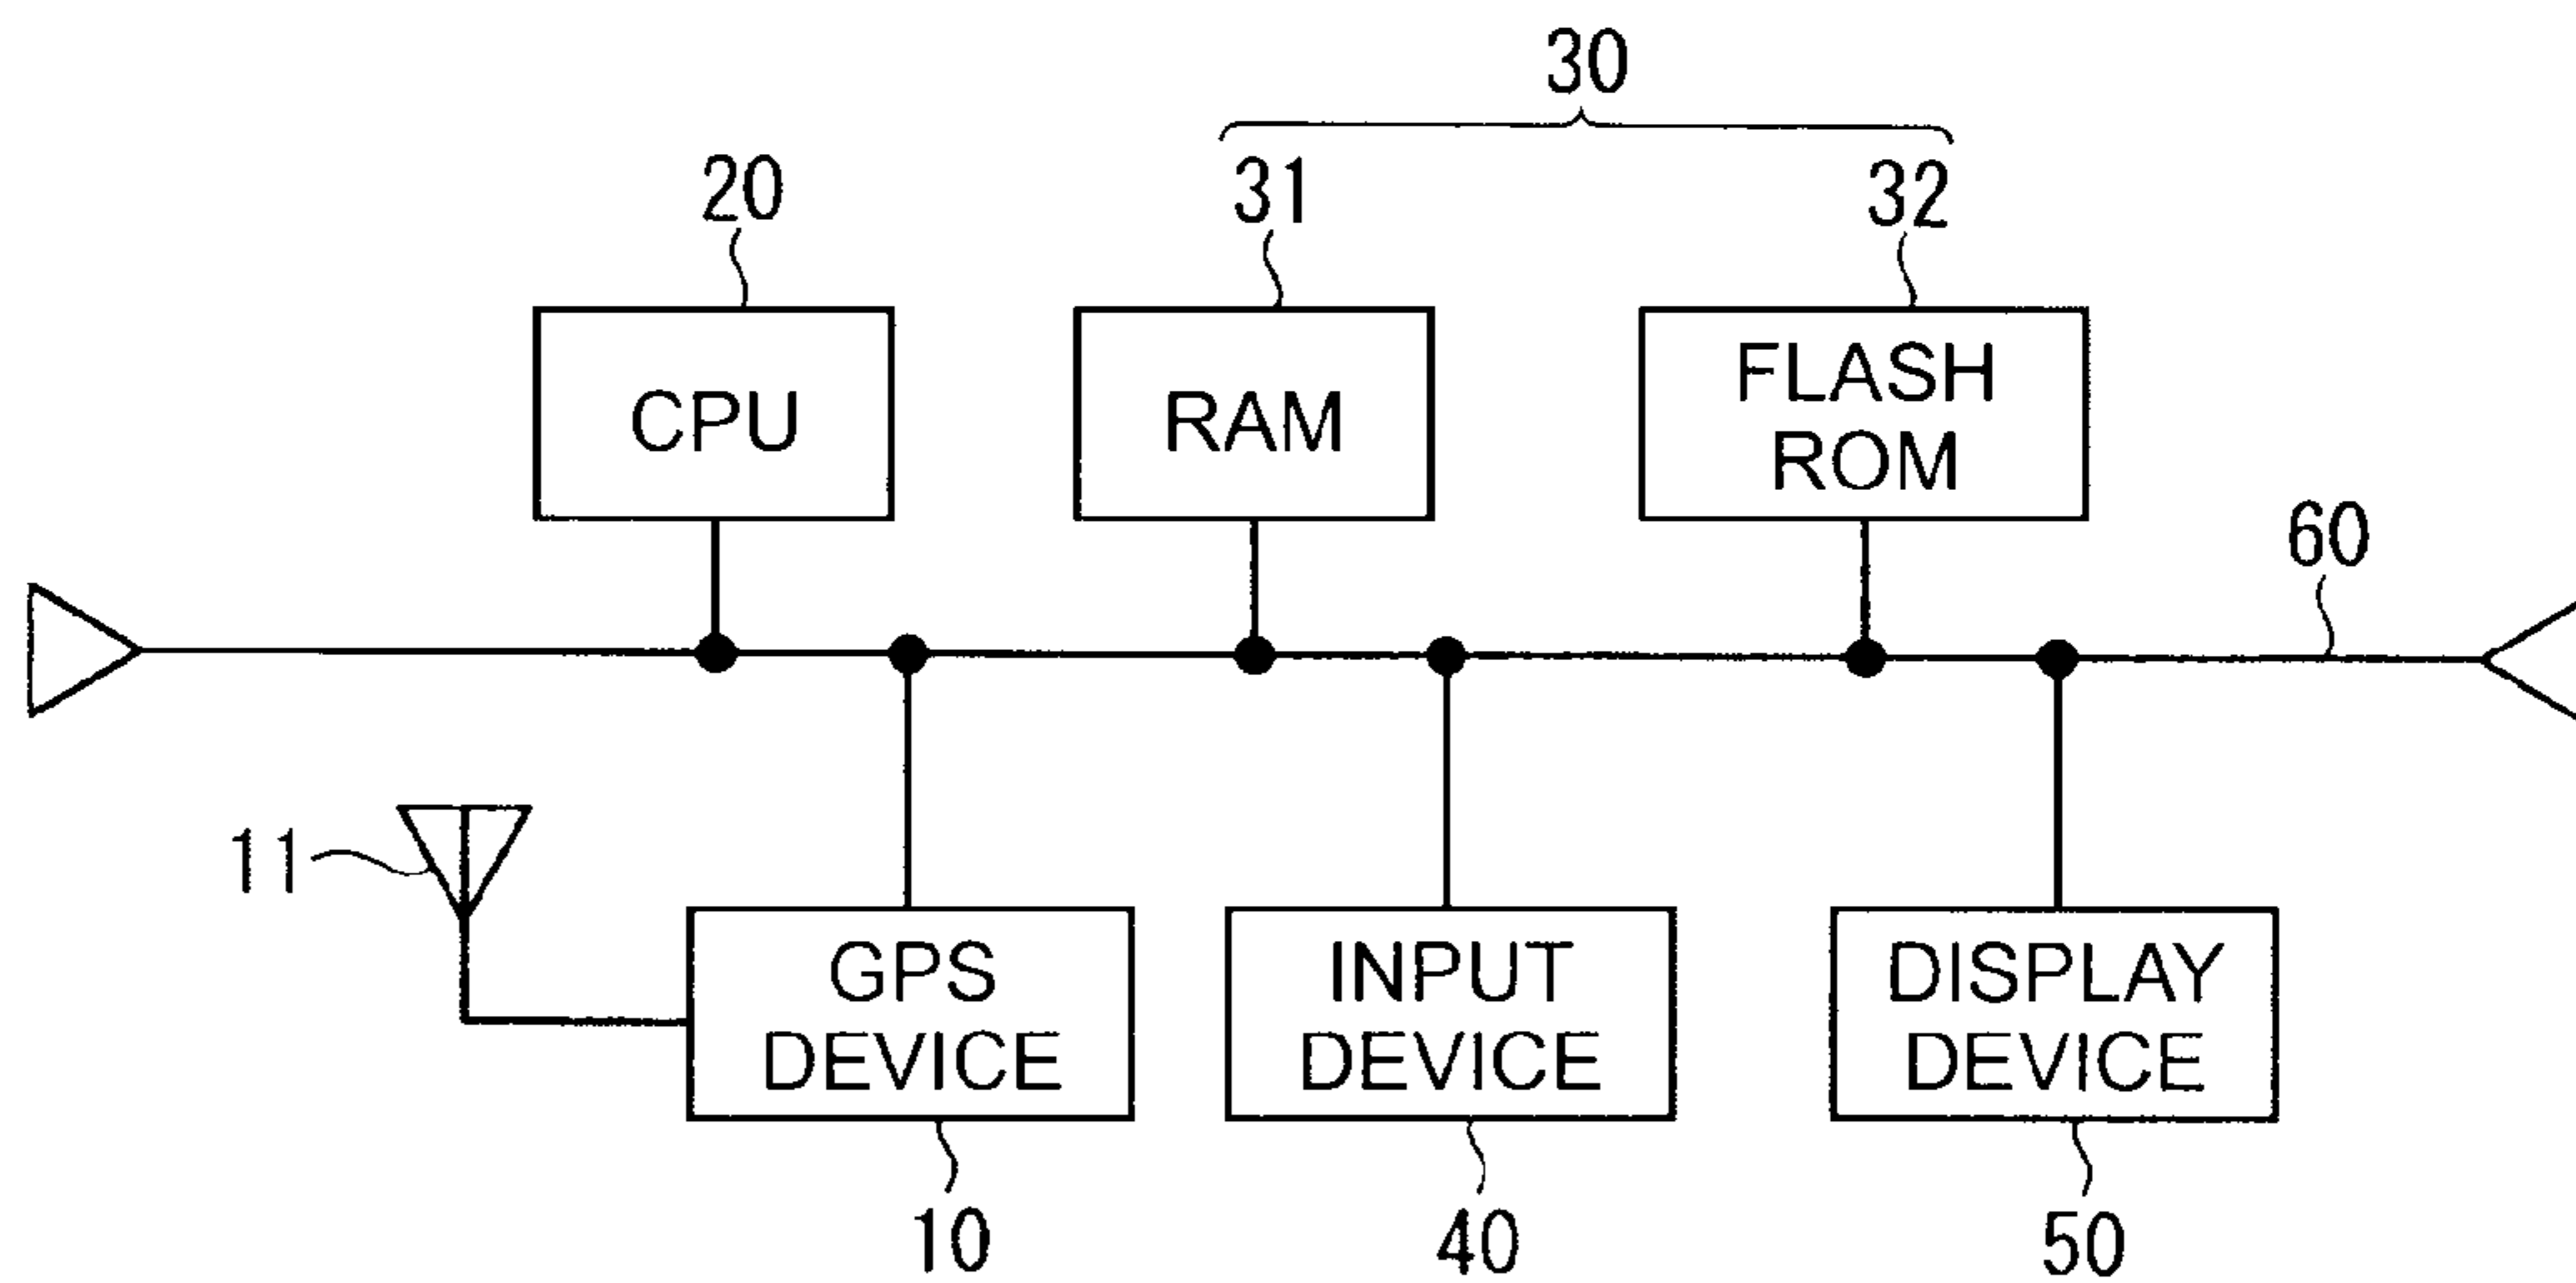 30
20
31
32
CPU
RAM
FLASH
ROM
60
11
GPS
DEVICE
INPUT
DEVICE
DISPLAY
DEVICE
10
40
50